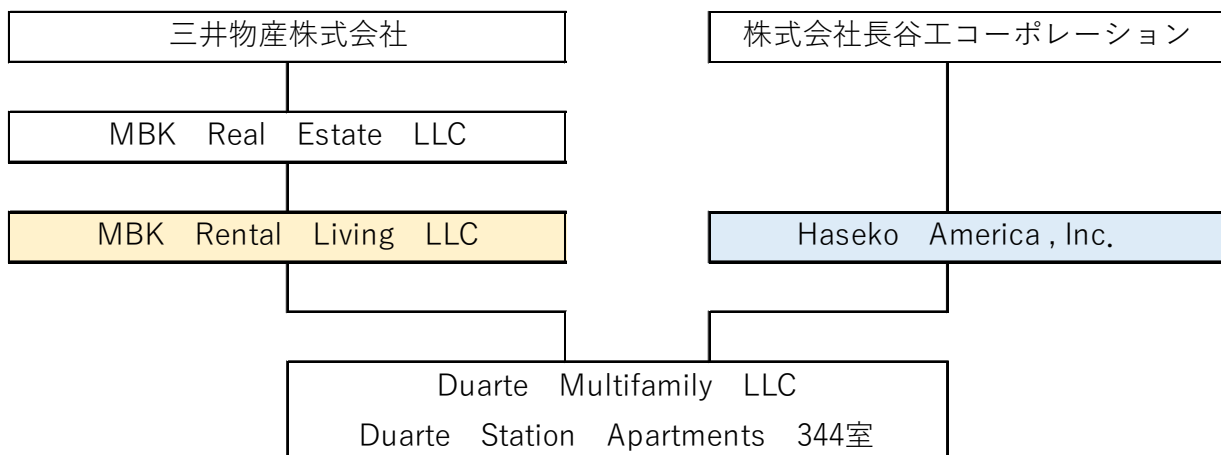 三井物産株式会社
株式会社長谷工コーポレーション
MBK Real Estate LLC
MBK Rental Living LLC
Haseko America , Inc.
Duarte Multifamily LLC
Duarte Station Apartments 344室